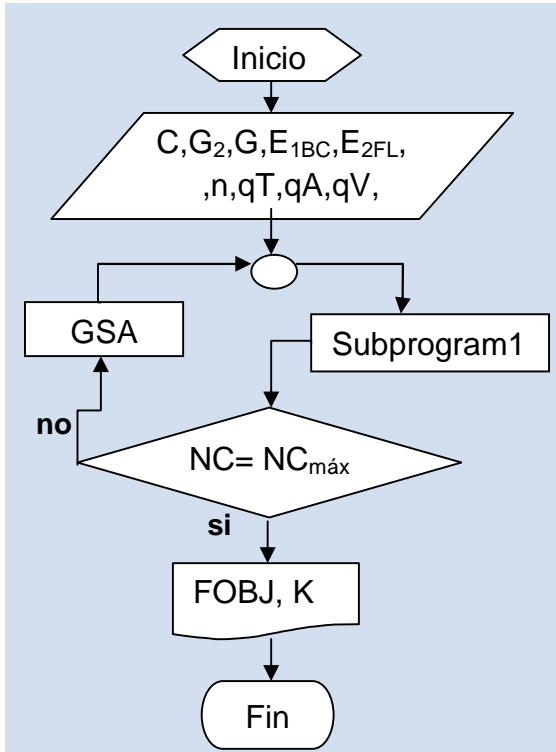 Inicio
C,G₂,G,E₁BC,E₂FL,
,n,qT,qA,qV,
GSA
Subprogram1
no
NC= NCmáx
si
FOBJ, K
Fin